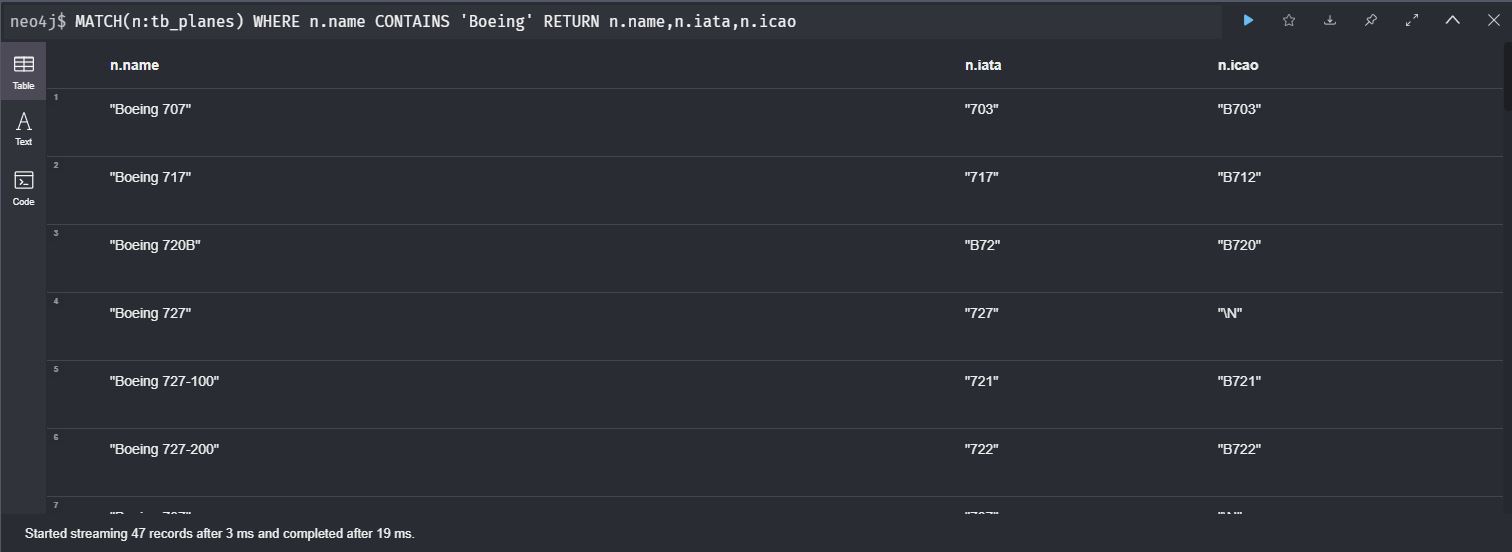 neo4j$ MATCH(n:tb_planes) WHERE n.name CONTAINS 'Boeing' RETURN n.name,n.iata,n.icao
Table
Text
Code
n.name n.iata n.icao
1 "Boeing 707" "703" "B703"
2 "Boeing 717" "717" "B712"
3 "Boeing 720B" "B72" "B720"
4 "Boeing 727" "727" "\N"
5 "Boeing 727-100" "721" "B721"
6 "Boeing 727-200" "722" "B722"
7
Started streaming 47 records after 3 ms and completed after 19 ms.